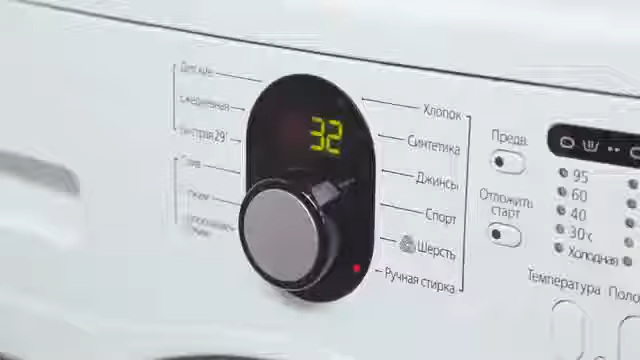 32
Хлопок
Синтетика
Джинсы
Спорт
Шерсть
Ручная стирка
ежедневная
Быстрая 29'
Предв.
Отложить
старт
95
60
40
30
Холодная
Температура